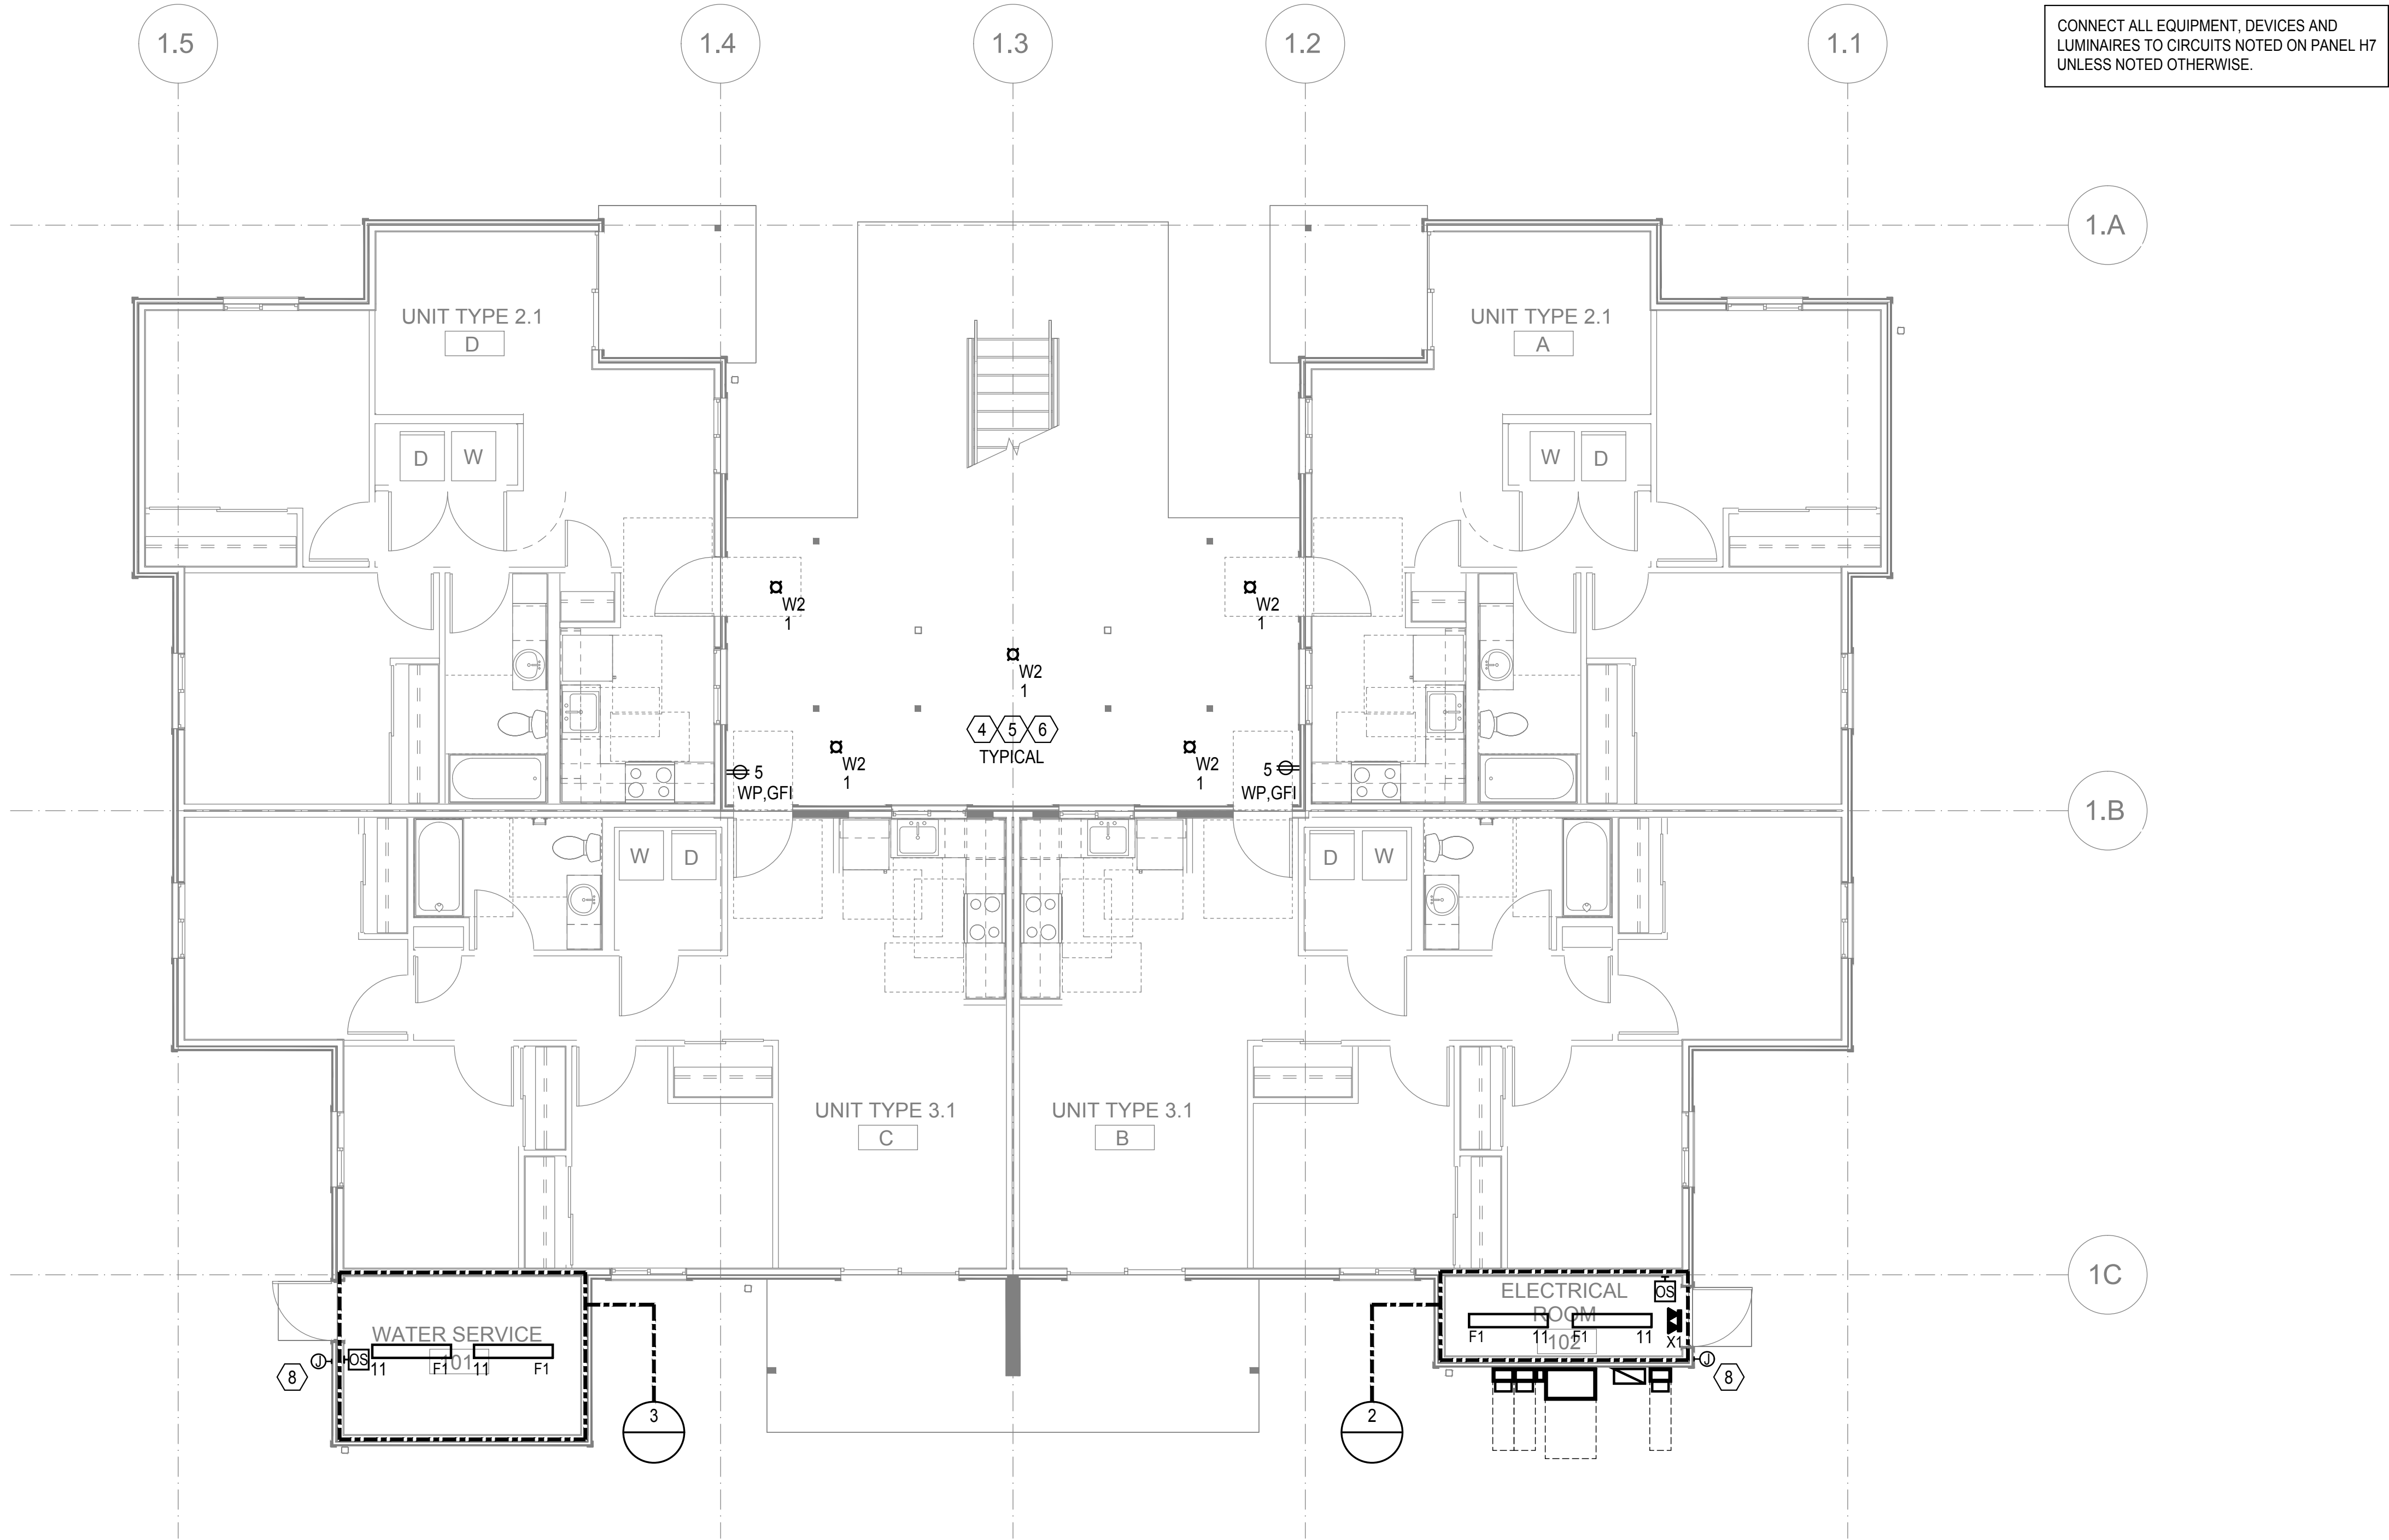 1.5
1.4
1.3
1.2
1.1
CONNECT ALL EQUIPMENT, DEVICES AND
LUMINAIRES TO CIRCUITS NOTED ON PANEL H7
UNLESS NOTED OTHERWISE.
1.A
UNIT TYPE 2.1
D
UNIT TYPE 2.1
A
D
W
W
D
W2
1
W2
1
W2
1
4
5
6
TYPICAL
W2
1
W2
1
5
WP,GFI
5
WP,GFI
1.B
W
D
D
W
UNIT TYPE 3.1
C
UNIT TYPE 3.1
B
1C
ELECTRICAL
ROOM
102
OS
F1
11
F1
11
X1
WATER SERVICE
101
J
OS
11
F1
11
F1
8
J
8
3
2